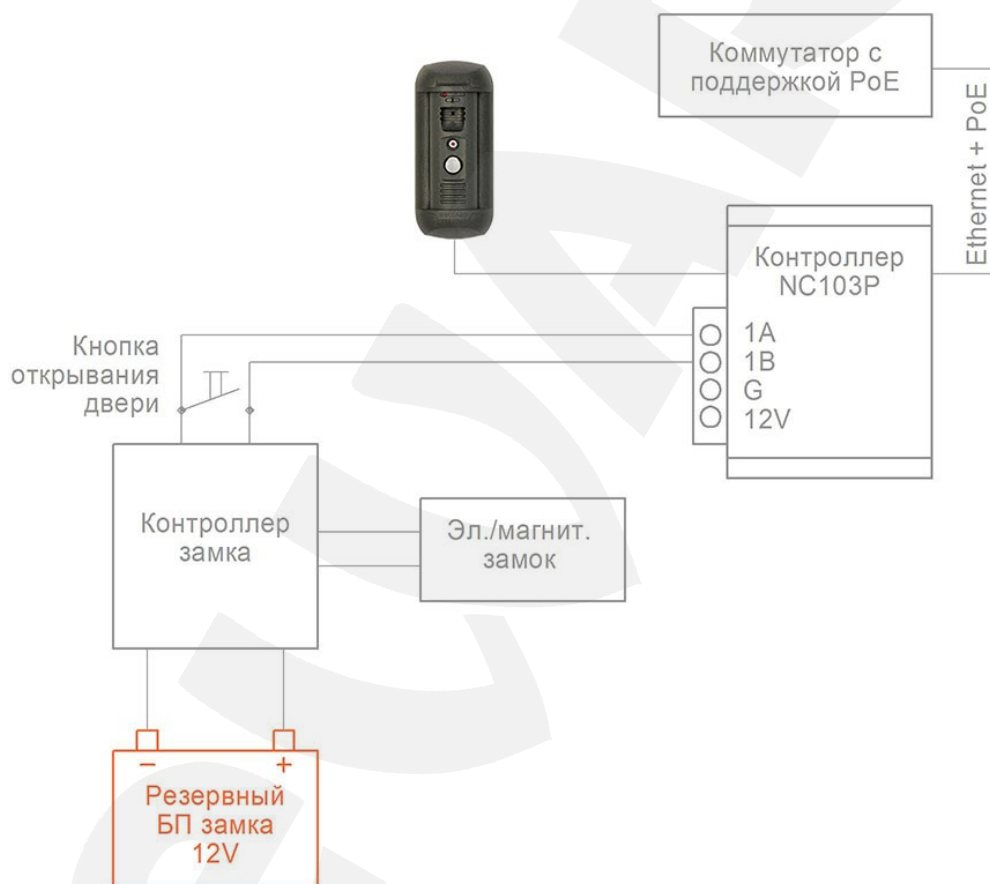 Коммутатор с
поддержкой PoE
Ethernet + PoE
Контроллер
NC103P
1A
1B
G
12V
Кнопка
открывания
двери
Контроллер
замка
Эл./магнит.
замок
−
+
Резервный
БП замка
12V